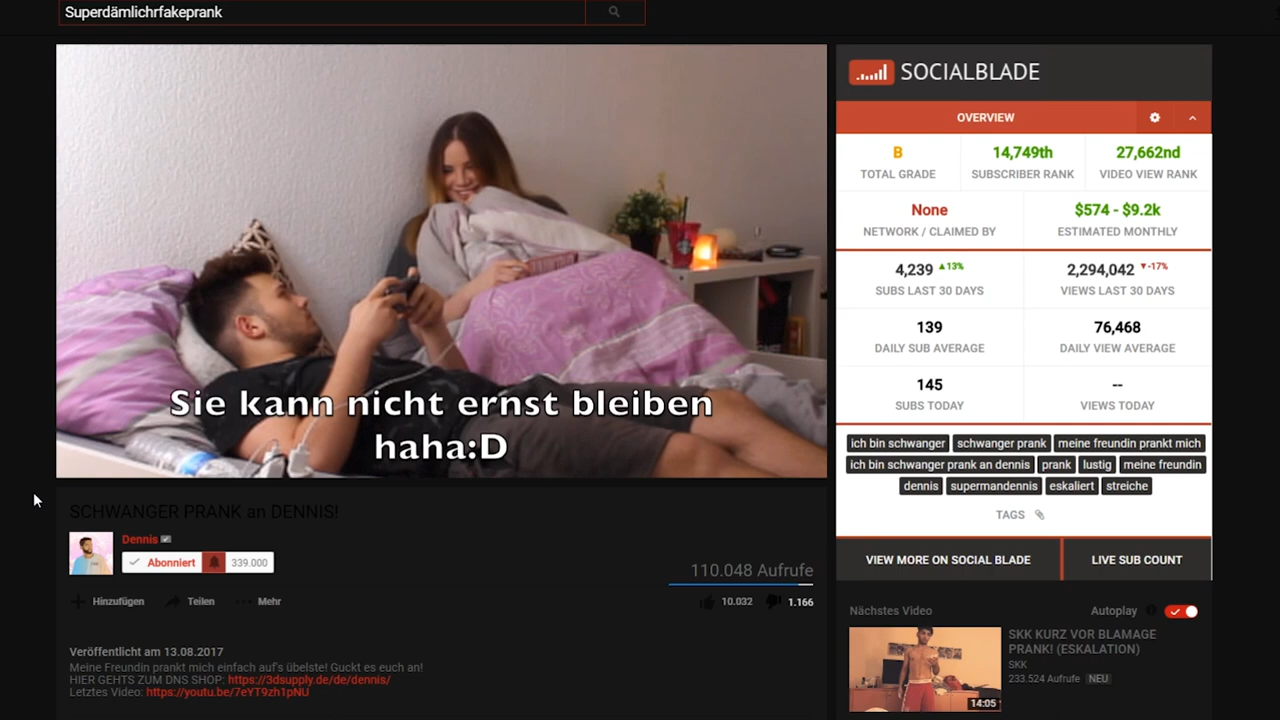 Superdämlichrfakeprank
SOCIALBLADE
OVERVIEW
B
14,749th
27,662nd
TOTAL GRADE
SUBSCRIBER RANK
VIDEO VIEW RANK
None
$574 - $9.2k
NETWORK / CLAIMED BY
ESTIMATED MONTHLY
4,239 ▲13%
2,294,042 ▼-17%
SUBS LAST 30 DAYS
VIEWS LAST 30 DAYS
139
76,468
DAILY SUB AVERAGE
DAILY VIEW AVERAGE
145
--
SUBS TODAY
VIEWS TODAY
ich bin schwanger schwanger prank meine freundin prankt mich
ich bin schwanger prank an dennis prank lustig meine freundin
dennis supermandennis eskaliert streiche
TAGS
VIEW MORE ON SOCIAL BLADE
LIVE SUB COUNT
Sie kann nicht ernst bleiben
haha:D
SCHWANGER PRANK an DENNIS!
Dennis
Abonniert 339.000
110.048 Aufrufe
Hinzufügen Teilen Mehr
10.032 1.166
Veröffentlicht am 13.08.2017
Meine Freundin prankt mich einfach auf's übelste! Guckt es euch an!
HIER GEHTS ZUM DNS SHOP: https://3dsupply.de/de/dennis/
Letztes Video: https://youtu.be/7eYT9zh1pNU
Nächstes Video
Autoplay
SKK KURZ VOR BLAMAGE
PRANK! (ESKALATION)
SKK
233.524 Aufrufe NEU
14:05